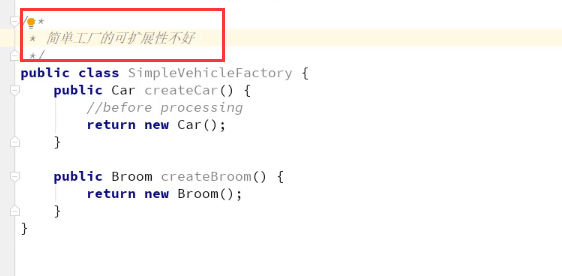 /**
* 简单工厂的可扩展性不好
*/
public class SimpleVehicleFactory {
public Car createCar() {
//before processing
return new Car();
}
public Broom createBroom() {
return new Broom();
}
}